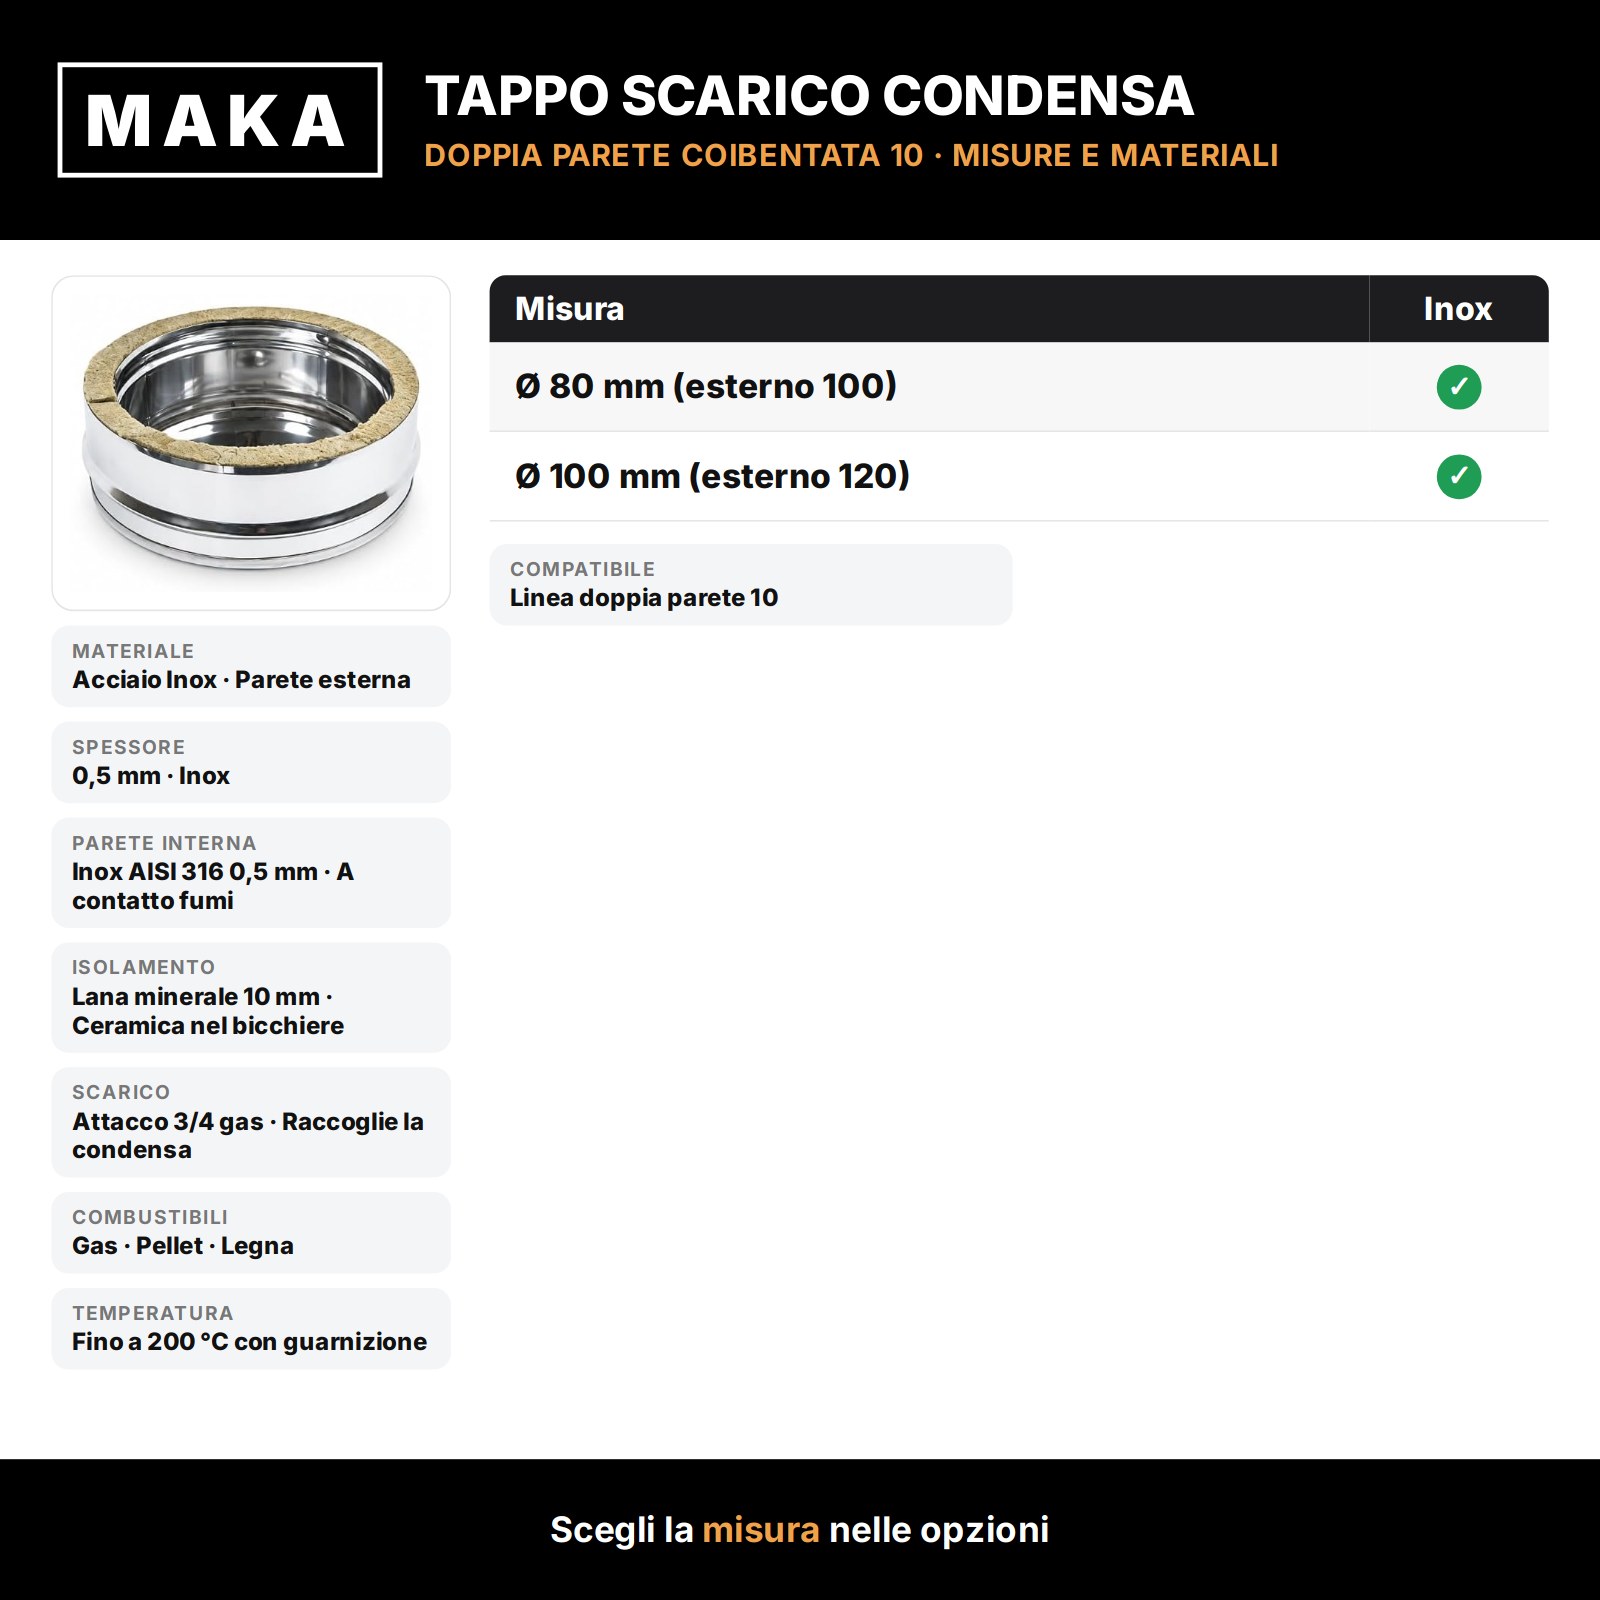 MAKA
TAPPO SCARICO CONDENSA
DOPPIA PARETE COIBENTATA 10 · MISURE E MATERIALI
Misura Inox
Ø 80 mm (esterno 100) ✓
Ø 100 mm (esterno 120) ✓
COMPATIBILE
Linea doppia parete 10
MATERIALE
Acciaio Inox · Parete esterna
SPESSORE
0,5 mm · Inox
PARETE INTERNA
Inox AISI 316 0,5 mm · A
contatto fumi
ISOLAMENTO
Lana minerale 10 mm ·
Ceramica nel bicchiere
SCARICO
Attacco 3/4 gas · Raccoglie la
condensa
COMBUSTIBILI
Gas · Pellet · Legna
TEMPERATURA
Fino a 200 °C con guarnizione
Scegli la misura nelle opzioni